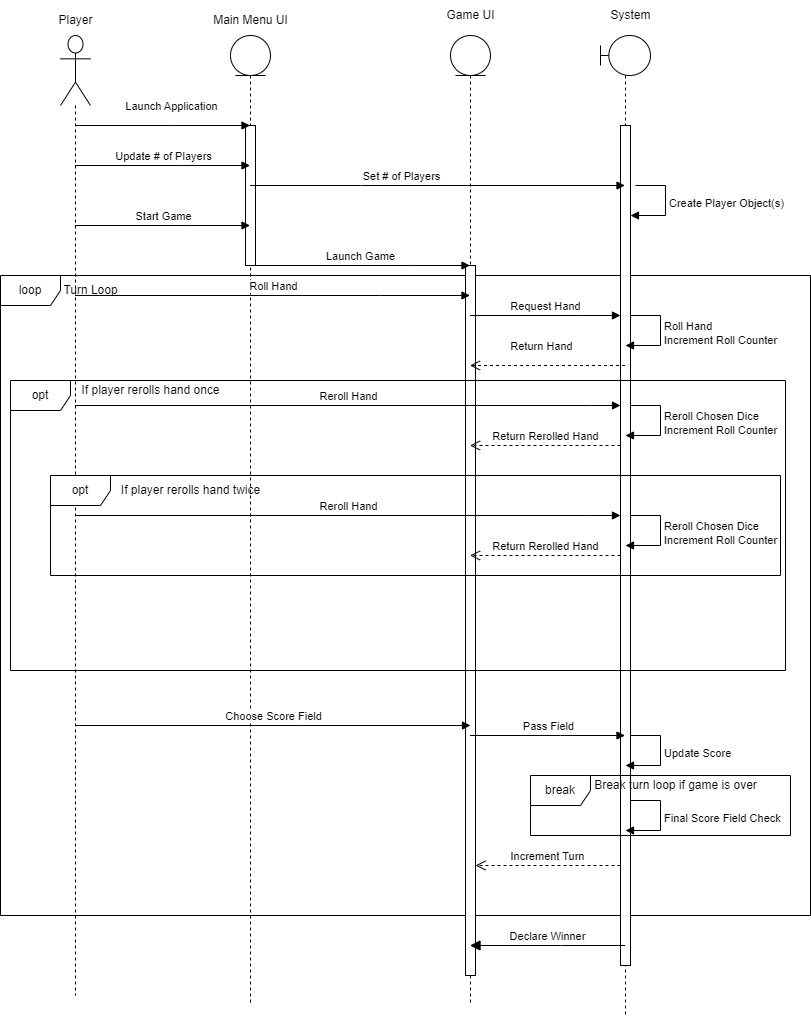 Player
Main Menu UI
Game UI
System
Launch Application
Update # of Players
Set # of Players
Create Player Object(s)
Start Game
Launch Game
loop
Turn Loop
Roll Hand
Request Hand
Roll Hand
Increment Roll Counter
Return Hand
opt
If player rerolls hand once
Reroll Hand
Reroll Chosen Dice
Increment Roll Counter
Return Rerolled Hand
opt
If player rerolls hand twice
Reroll Hand
Reroll Chosen Dice
Increment Roll Counter
Return Rerolled Hand
Choose Score Field
Pass Field
Update Score
break
Break turn loop if game is over
Final Score Field Check
Increment Turn
Declare Winner